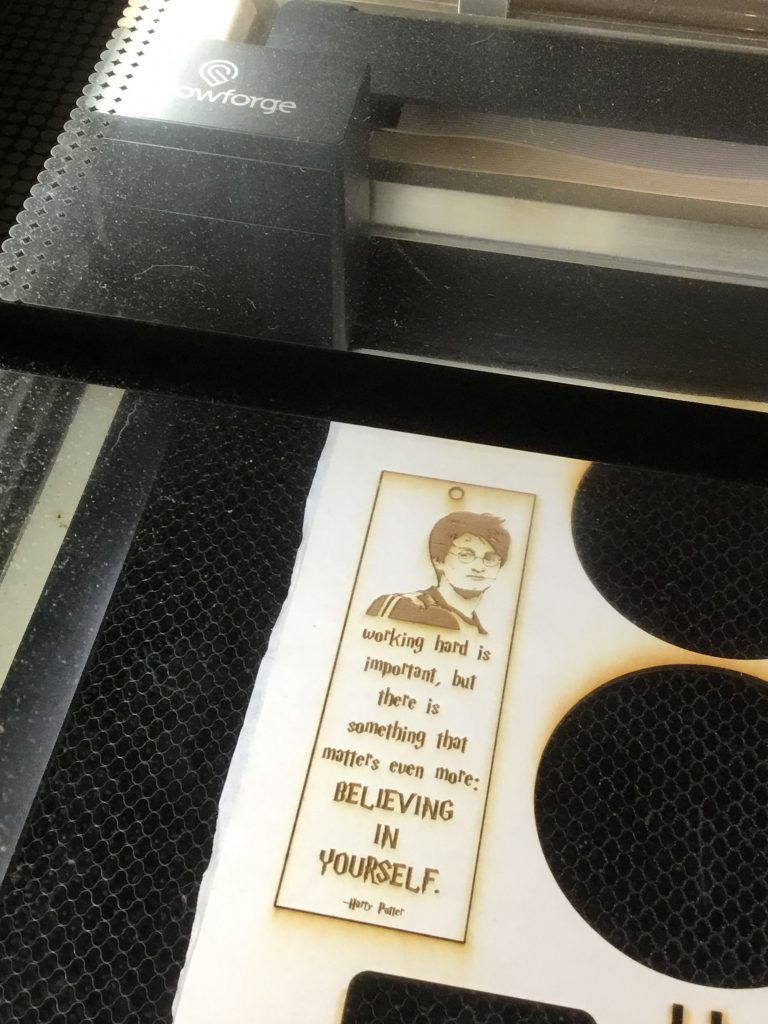 owforge
working hard is
important, but
there is
something that
matters even more:
BELIEVING
IN
YOURSELF.
-Harry Potter